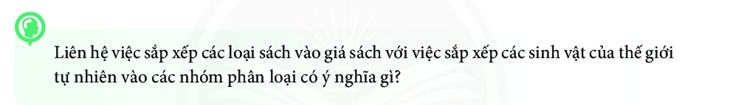 Liên hệ việc sắp xếp các loại sách vào giá sách với việc sắp xếp các sinh vật của thế giới
tự nhiên vào các nhóm phân loại có ý nghĩa gì?